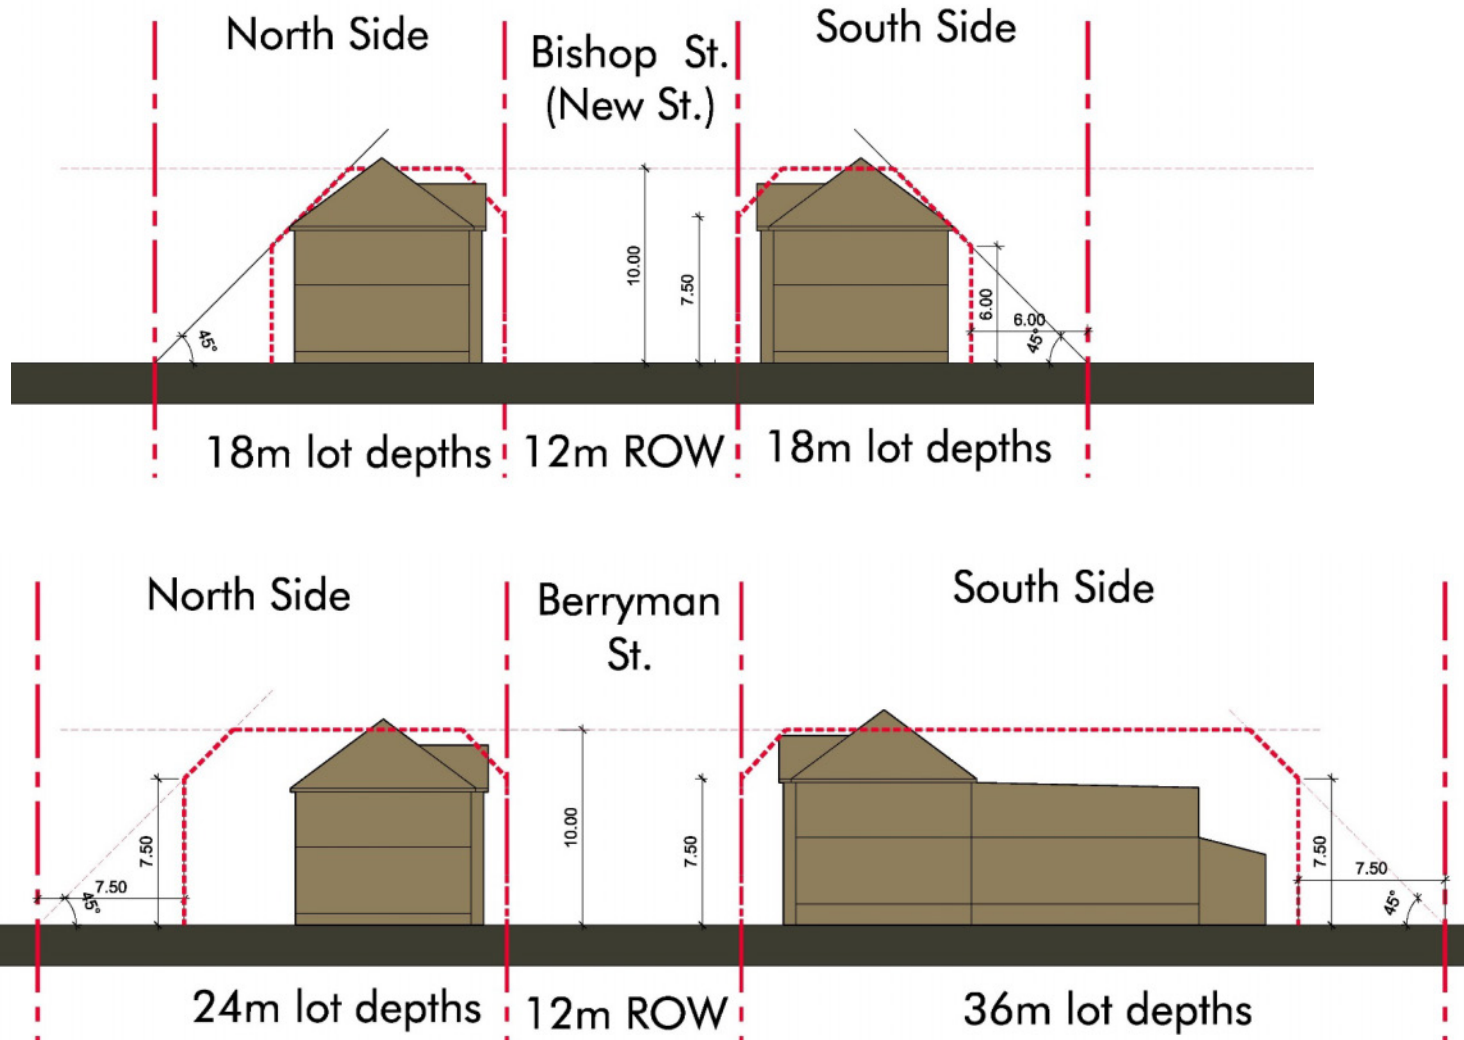 North Side
Bishop St.
(New St.)
South Side
10.00
7.50
6.00
6.00
45°
45°
18m lot depths
12m ROW
18m lot depths
North Side
Berryman
St.
South Side
7.50
7.50
45°
10.00
7.50
7.50
7.50
45°
24m lot depths
12m ROW
36m lot depths